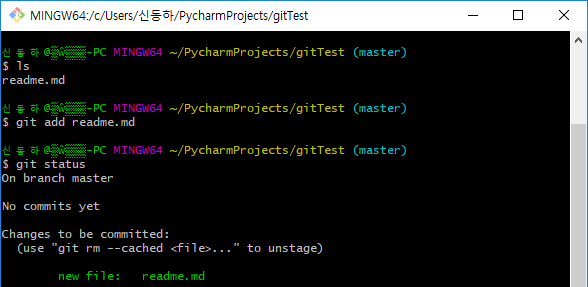 MINGW64:/c/Users/신동하/PycharmProjects/gitTest
신동하@-PC MINGW64 ~/PycharmProjects/gitTest (master)
$ ls
readme.md
신동하@-PC MINGW64 ~/PycharmProjects/gitTest (master)
$ git add readme.md
신동하@-PC MINGW64 ~/PycharmProjects/gitTest (master)
$ git status
On branch master
No commits yet
Changes to be committed:
(use "git rm --cached <file>..." to unstage)
new file: readme.md